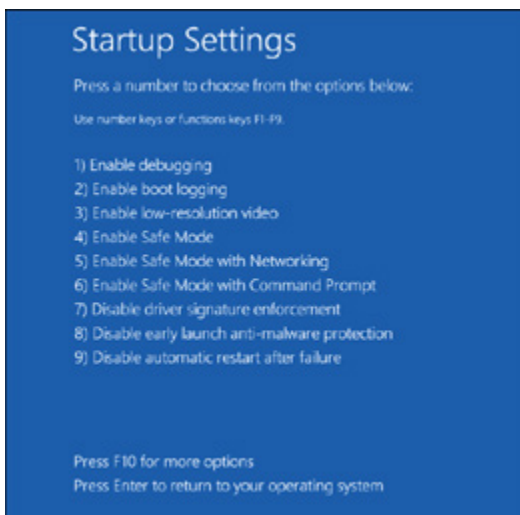 Startup Settings
Press a number to choose from the options below:
Use number keys or functions keys F1-F9.
1) Enable debugging
2) Enable boot logging
3) Enable low-resolution video
4) Enable Safe Mode
5) Enable Safe Mode with Networking
6) Enable Safe Mode with Command Prompt
7) Disable driver signature enforcement
8) Disable early launch anti-malware protection
9) Disable automatic restart after failure
Press F10 for more options
Press Enter to return to your operating system